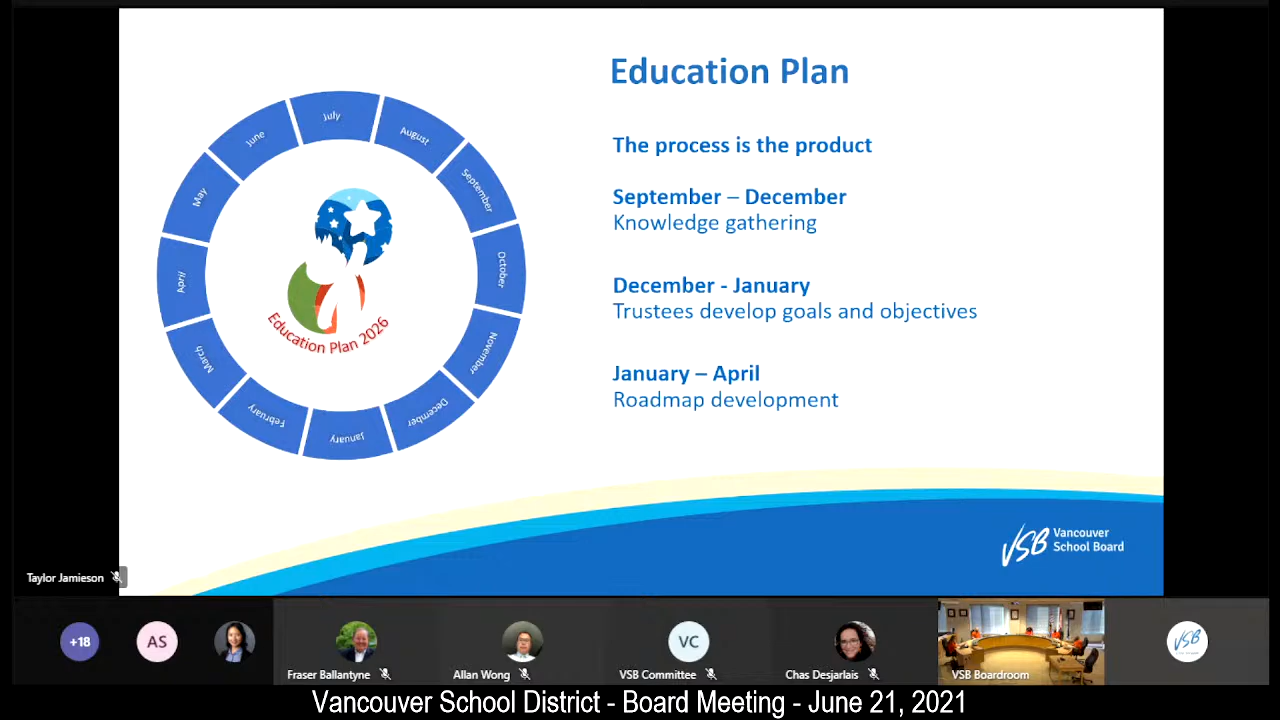 Education Plan
The process is the product
September – December
Knowledge gathering
December - January
Trustees develop goals and objectives
January – April
Roadmap development
July
August
September
October
November
December
January
February
March
April
May
June
Education Plan 2026
VSB Vancouver
School Board
Taylor Jamieson
+18
AS
Fraser Ballantyne
Allan Wong
VC
VSB Committee
Chas Desjarlais
VSB Boardroom
VSB
Vancouver School District - Board Meeting - June 21, 2021